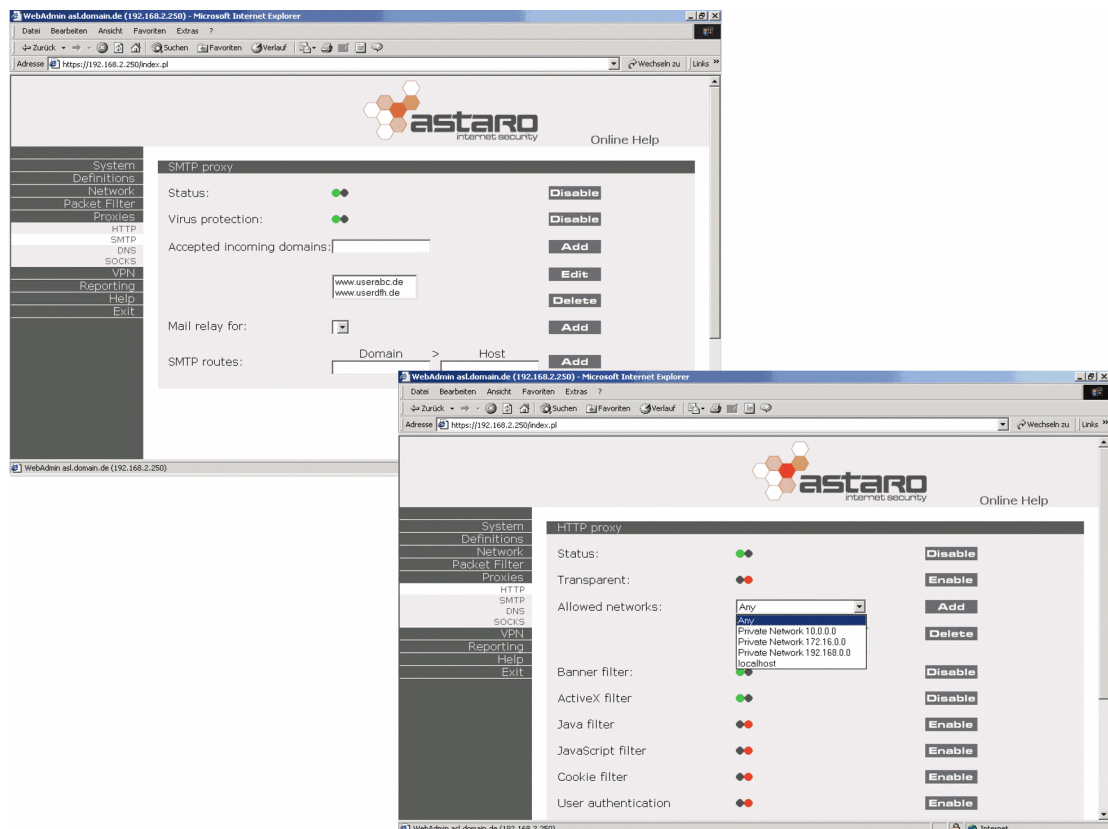 WebAdmin asl.domain.de (192.168.2.250) - Microsoft Internet Explorer
Datei Bearbeiten Ansicht Favoriten Extras ?
Zurück Suchen Favoriten Verlauf
Adresse https://192.168.2.250/index.pl Wechseln zu Links »
astaro
internet security
Online Help
System
Definitions
Network
Packet Filter
Proxies
HTTP
SMTP
DNS
SOCKS
VPN
Reporting
Help
Exit
SMTP proxy
Status: Disable
Virus protection: Disable
Accepted incoming domains: Add
Edit
www.userabc.de
www.userdfh.de
Delete
Mail relay for: Add
Domain > Host
SMTP routes: Add
WebAdmin asl.domain.de (192.168.2.250)
WebAdmin asl.domain.de (192.168.2.250) - Microsoft Internet Explorer
Datei Bearbeiten Ansicht Favoriten Extras ?
Zurück Suchen Favoriten Verlauf
Adresse https://192.168.2.250/index.pl Wechseln zu Links »
astaro
internet security
Online Help
System
Definitions
Network
Packet Filter
Proxies
HTTP
SMTP
DNS
SOCKS
VPN
Reporting
Help
Exit
HTTP proxy
Status: Disable
Transparent: Enable
Allowed networks: Any Add
Any
Private Network 10.0.0.0
Private Network 172.16.0.0
Private Network 192.168.0.0
localhost
Delete
Banner filter: Disable
ActiveX filter Disable
Java filter Enable
JavaScript filter Enable
Cookie filter Enable
User authentication Enable
WebAdmin asl.domain.de (192.168.2.250) Internet